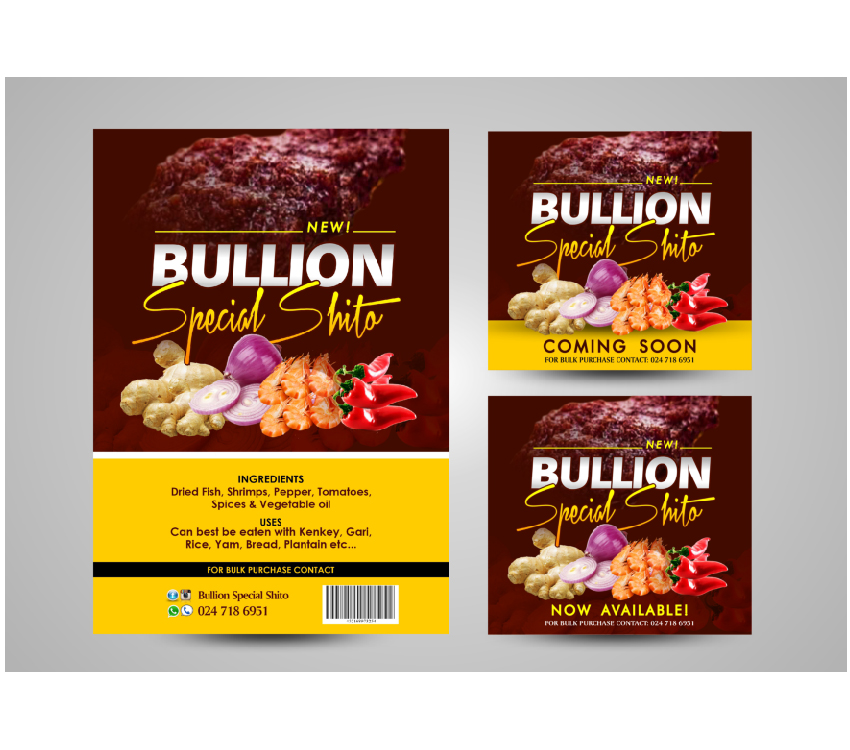 NEW!
BULLION
Special Shito
INGREDIENTS
Dried Fish, Shrimps, Pepper, Tomatoes,
Spices & Vegetable oil
USES
Can best be eaten with Kenkey, Gari,
Rice, Yam, Bread, Plantain etc...
FOR BULK PURCHASE CONTACT
Bullion Special Shito
024 718 6951
NEW!
BULLION
Special Shito
COMING SOON
FOR BULK PURCHASE CONTACT: 024 718 6951
NEW!
BULLION
Special Shito
NOW AVAILABLE!
FOR BULK PURCHASE CONTACT: 024 718 6951